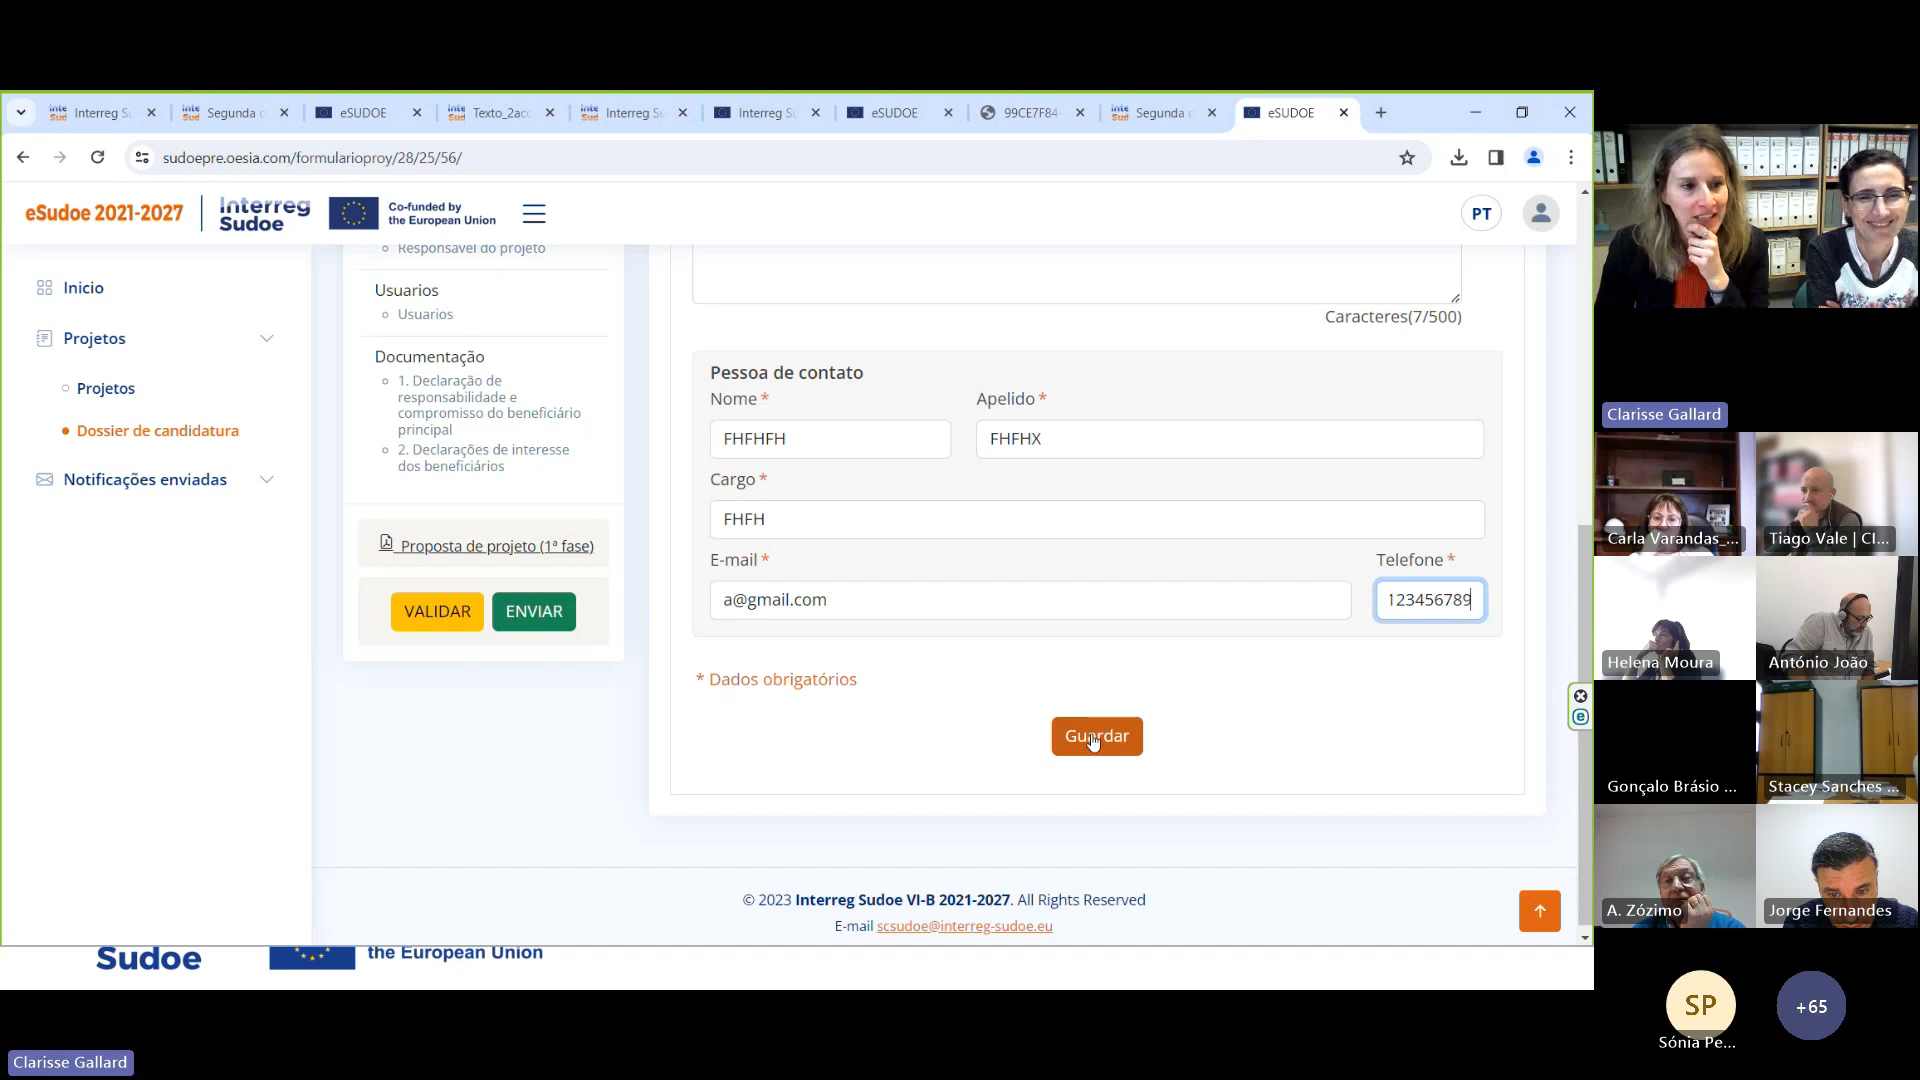 Interreg S
Segunda c
eSUDOE
Texto_2acc
Interreg S
Interreg S
eSUDOE
99CE7F84
Segunda c
eSUDOE
sudoepre.oesia.com/formularioproy/28/25/56/
eSudoe 2021-2027
Interreg
Sudoe
Co-funded by
the European Union
PT
Inicio
Projetos
Projetos
Dossier de candidatura
Notificações enviadas
Responsável do projeto
Usuarios
Usuarios
Documentação
1. Declaração de
responsabilidade e
compromisso do beneficiário
principal
2. Declarações de interesse
dos beneficiários
Proposta de projeto (1ª fase)
VALIDAR
ENVIAR
Caracteres(7/500)
Pessoa de contato
Nome *
Apelido *
FHFHFH
FHFHX
Cargo *
FHFH
E-mail *
Telefone *
a@gmail.com
123456789
* Dados obrigatórios
Guardar
© 2023 Interreg Sudoe VI-B 2021-2027. All Rights Reserved
E-mail scsudoe@interreg-sudoe.eu
Sudoe
the European Union
Clarisse Gallard
Clarisse Gallard
Carla Varandas_...
Tiago Vale | CI...
Helena Moura
António João
Gonçalo Brásio ...
Stacey Sanches ...
A. Zózimo
Jorge Fernandes
SP
+65
Sónia Pe...